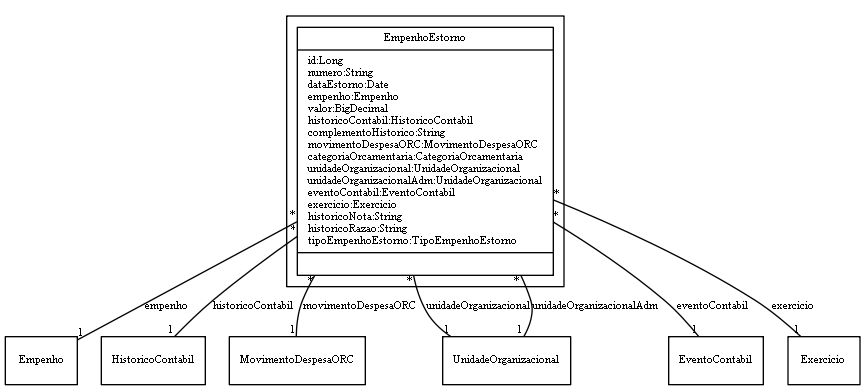 EmpenhoEstorno
id:Long
numero:String
dataEstorno:Date
empenho:Empenho
valor:BigDecimal
historicoContabil:HistoricoContabil
complementoHistorico:String
movimentoDespesaORC:MovimentoDespesaORC
categoriaOrcamentaria:CategoriaOrcamentaria
unidadeOrganizacional:UnidadeOrganizacional
unidadeOrganizacionalAdm:UnidadeOrganizacional
eventoContabil:EventoContabil
exercicio:Exercicio
historicoNota:String
historicoRazao:String
tipoEmpenhoEstorno:TipoEmpenhoEstorno
* *
* *
* * *
empenho historicoContabil movimentoDespesaORC unidadeOrganizacional unidadeOrganizacionalAdm eventoContabil exercicio
1 1 1 1 1 1 1
Empenho HistoricoContabil MovimentoDespesaORC UnidadeOrganizacional EventoContabil Exercicio